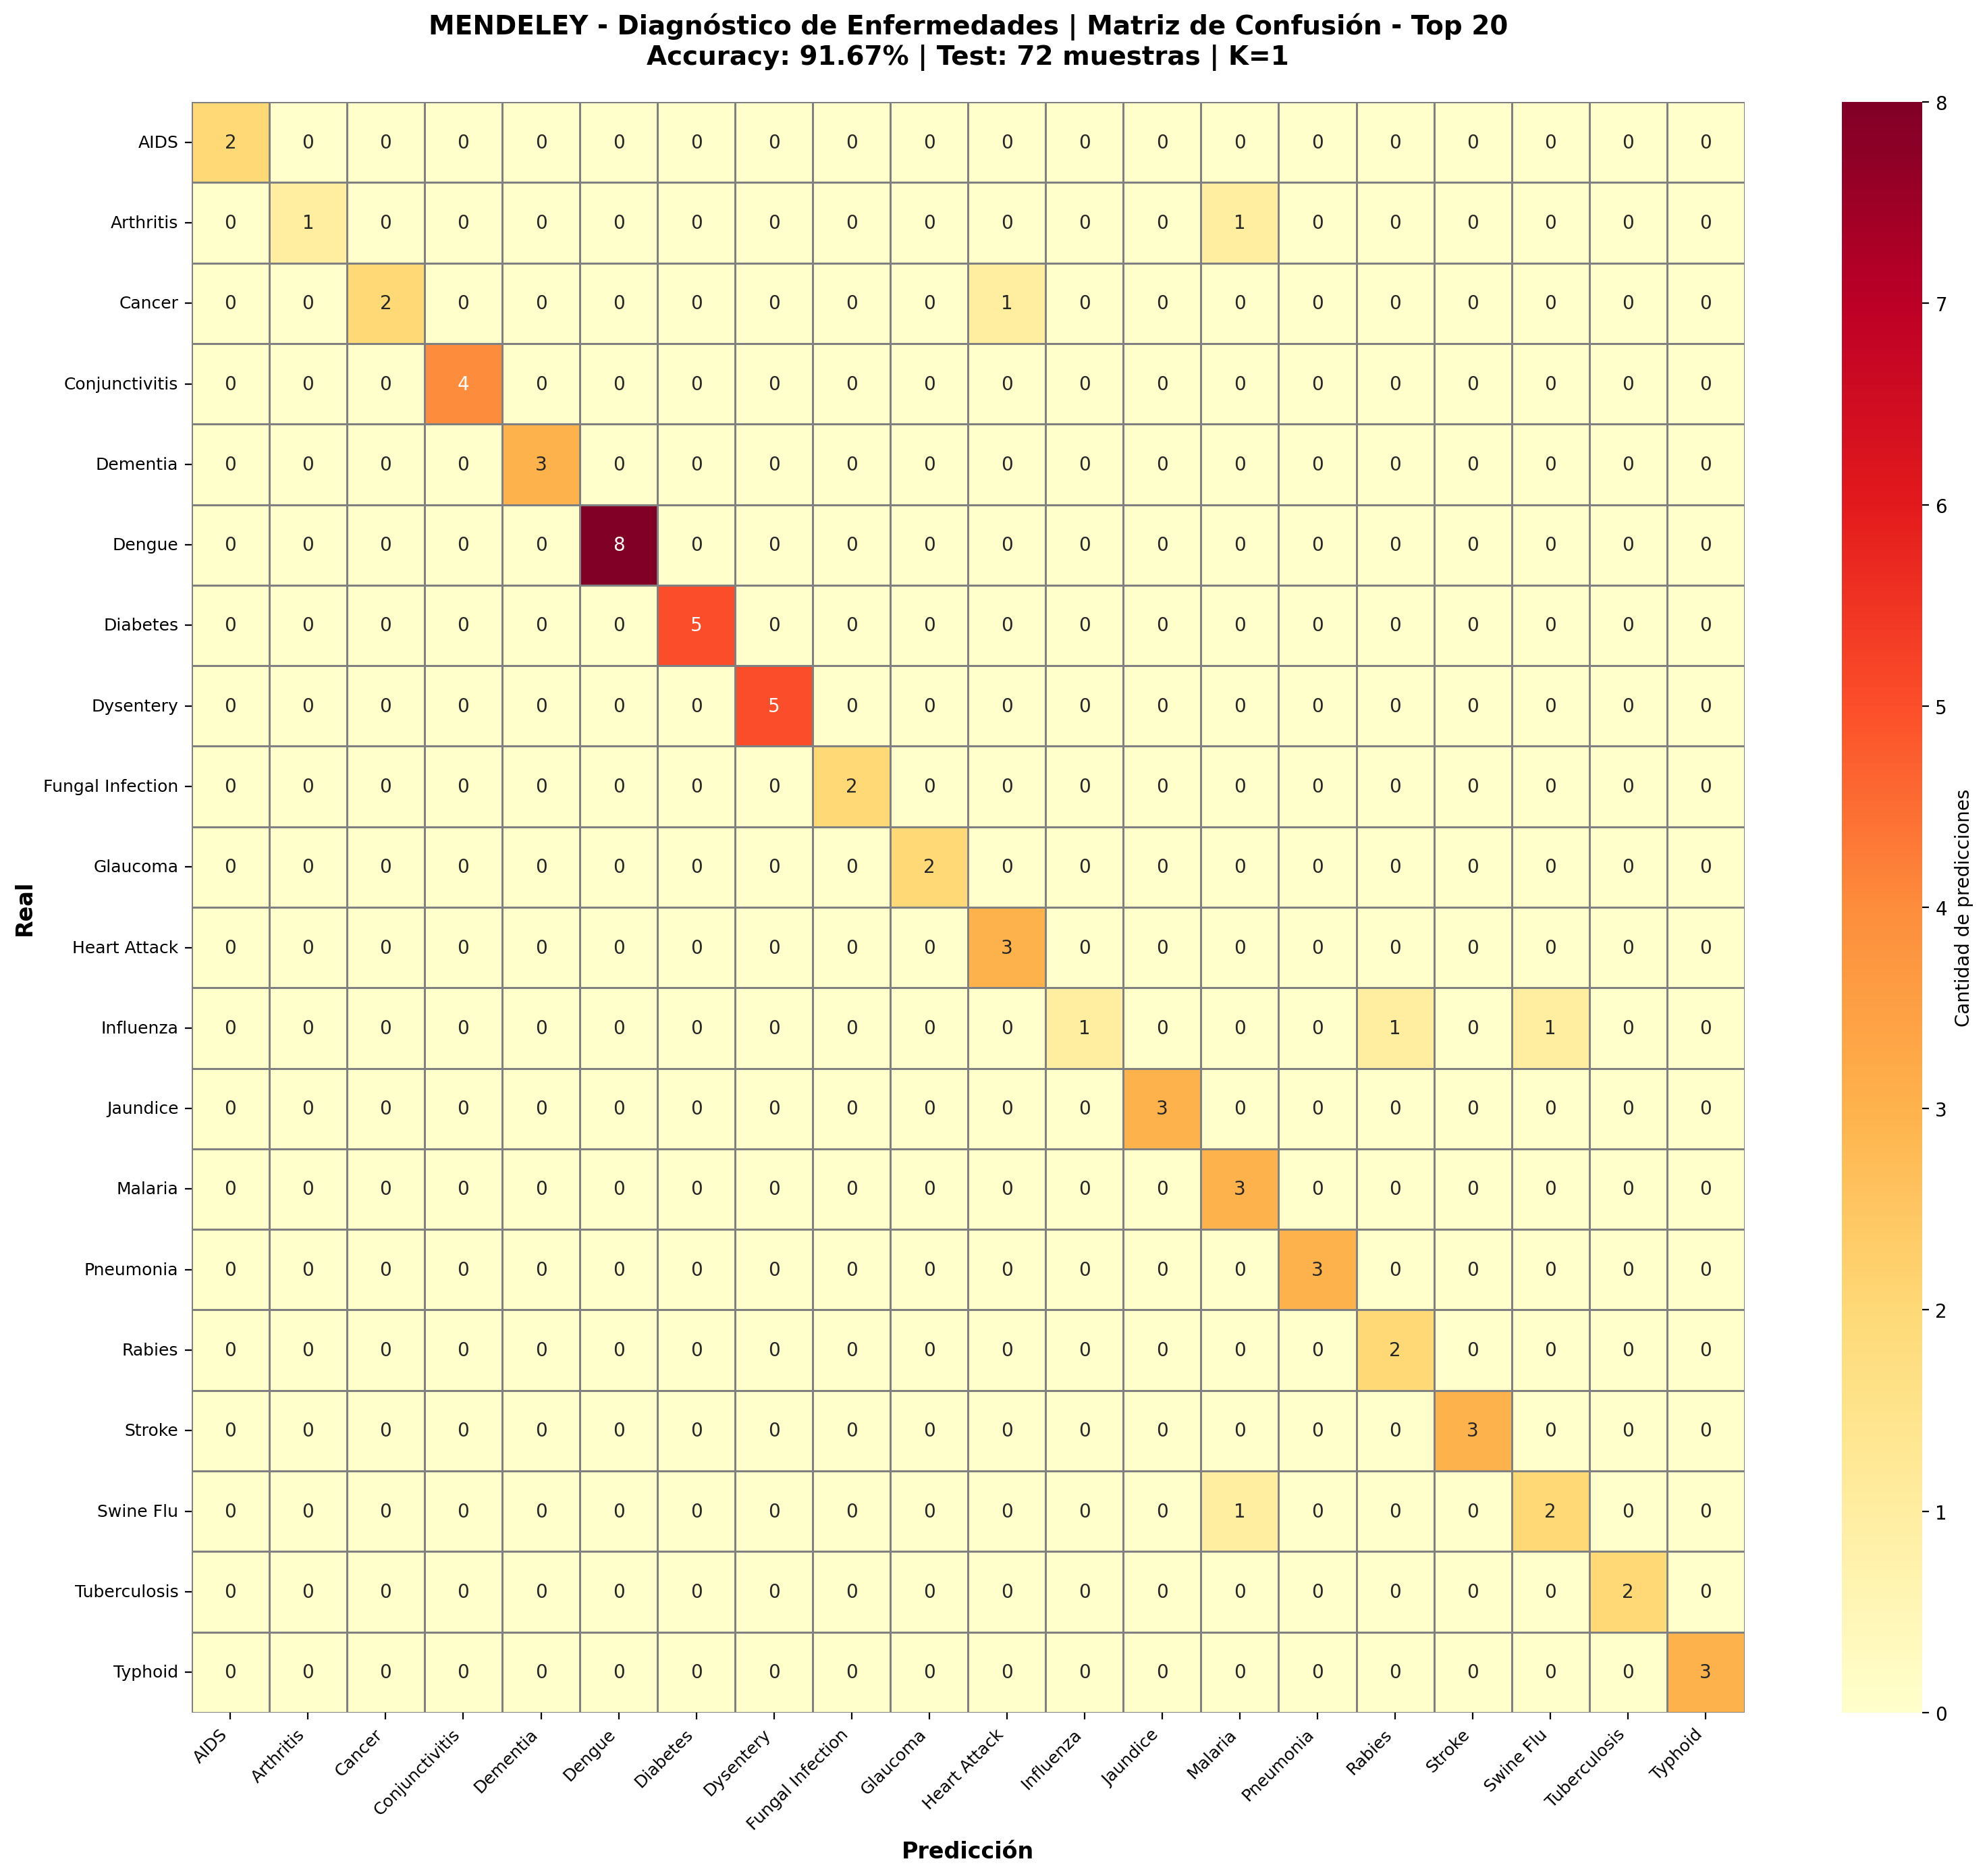 MENDELEY - Diagnóstico de Enfermedades | Matriz de Confusión - Top 20
Accuracy: 91.67% | Test: 72 muestras | K=1
AIDS 2 0 0 0 0 0 0 0 0 0 0 0 0 0 0 0 0 0 0 0
Arthritis 0 1 0 0 0 0 0 0 0 0 0 0 0 1 0 0 0 0 0 0
Cancer 0 0 2 0 0 0 0 0 0 0 1 0 0 0 0 0 0 0 0 0
Conjunctivitis 0 0 0 4 0 0 0 0 0 0 0 0 0 0 0 0 0 0 0 0
Dementia 0 0 0 0 3 0 0 0 0 0 0 0 0 0 0 0 0 0 0 0
Dengue 0 0 0 0 0 8 0 0 0 0 0 0 0 0 0 0 0 0 0 0
Diabetes 0 0 0 0 0 0 5 0 0 0 0 0 0 0 0 0 0 0 0 0
Dysentery 0 0 0 0 0 0 0 5 0 0 0 0 0 0 0 0 0 0 0 0
Fungal Infection 0 0 0 0 0 0 0 0 2 0 0 0 0 0 0 0 0 0 0 0
Glaucoma 0 0 0 0 0 0 0 0 0 2 0 0 0 0 0 0 0 0 0 0
Heart Attack 0 0 0 0 0 0 0 0 0 0 3 0 0 0 0 0 0 0 0 0
Influenza 0 0 0 0 0 0 0 0 0 0 0 1 0 0 0 1 0 1 0 0
Jaundice 0 0 0 0 0 0 0 0 0 0 0 0 3 0 0 0 0 0 0 0
Malaria 0 0 0 0 0 0 0 0 0 0 0 0 0 3 0 0 0 0 0 0
Pneumonia 0 0 0 0 0 0 0 0 0 0 0 0 0 0 3 0 0 0 0 0
Rabies 0 0 0 0 0 0 0 0 0 0 0 0 0 0 0 2 0 0 0 0
Stroke 0 0 0 0 0 0 0 0 0 0 0 0 0 0 0 0 3 0 0 0
Swine Flu 0 0 0 0 0 0 0 0 0 0 0 0 0 1 0 0 0 2 0 0
Tuberculosis 0 0 0 0 0 0 0 0 0 0 0 0 0 0 0 0 0 0 2 0
Typhoid 0 0 0 0 0 0 0 0 0 0 0 0 0 0 0 0 0 0 0 3
Real
AIDS Arthritis Cancer Conjunctivitis Dementia Dengue Diabetes Dysentery Fungal Infection Glaucoma Heart Attack Influenza Jaundice Malaria Pneumonia Rabies Stroke Swine Flu Tuberculosis Typhoid
Predicción
8
7
6
5
4
3
2
1
0
Cantidad de predicciones